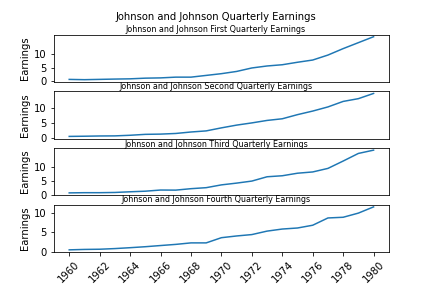 Johnson and Johnson Quarterly Earnings
Johnson and Johnson First Quarterly Earnings
Earnings
10
5
0
Johnson and Johnson Second Quarterly Earnings
Earnings
10
5
0
Johnson and Johnson Third Quarterly Earnings
Earnings
10
5
0
Johnson and Johnson Fourth Quarterly Earnings
Earnings
10
5
0
1960 1962 1964 1966 1968 1970 1972 1974 1976 1978 1980